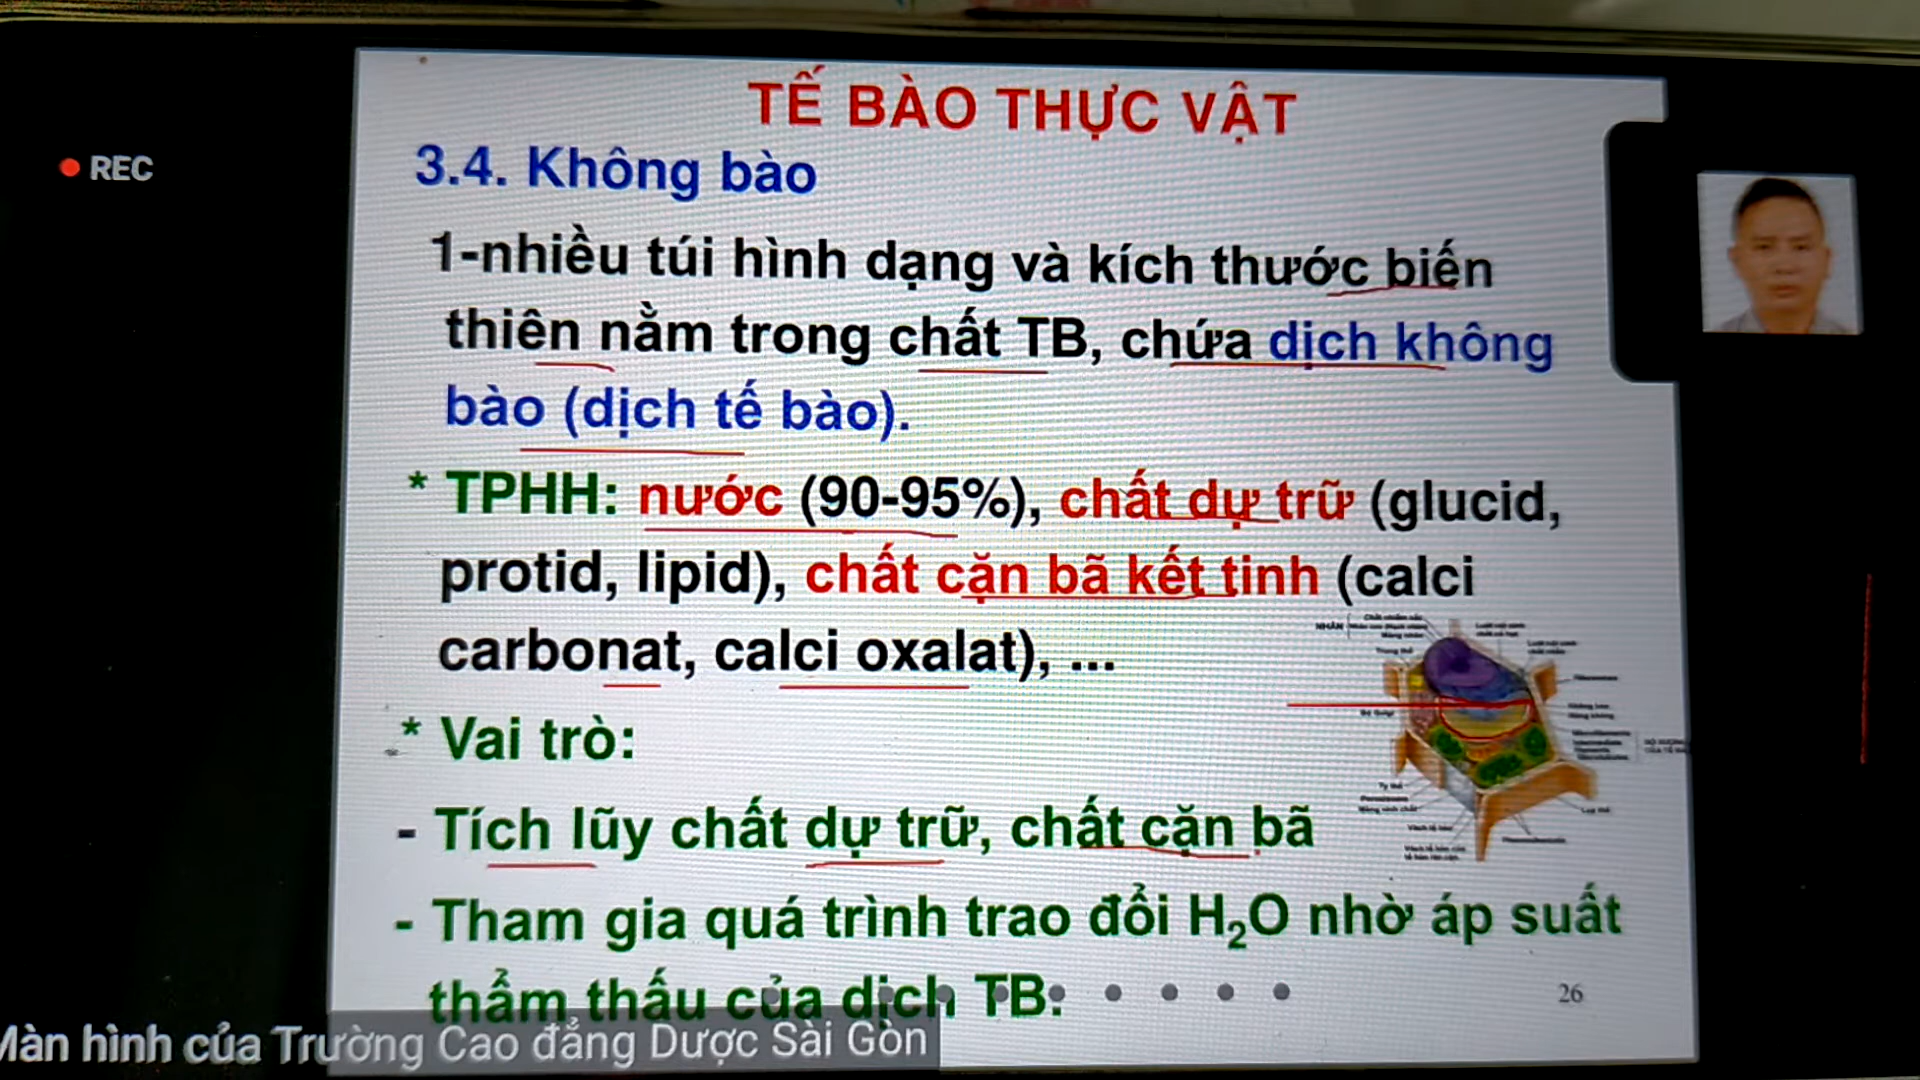 TẾ BÀO THỰC VẬT
REC
3.4. Không bào
1-nhiều túi hình dạng và kích thước biến
thiên nằm trong chất TB, chứa dịch không
bào (dịch tế bào).
* TPHH: nước (90-95%), chất dự trữ (glucid,
protid, lipid), chất cặn bã kết tinh (calci
carbonat, calci oxalat), ...
NHÂN
* Vai trò:
- Tích lũy chất dự trữ, chất cặn bã
- Tham gia quá trình trao đổi H₂O nhờ áp suất
thẩm thấu của dịch TB.
26
Màn hình của Trường Cao đẳng Dược Sài Gòn